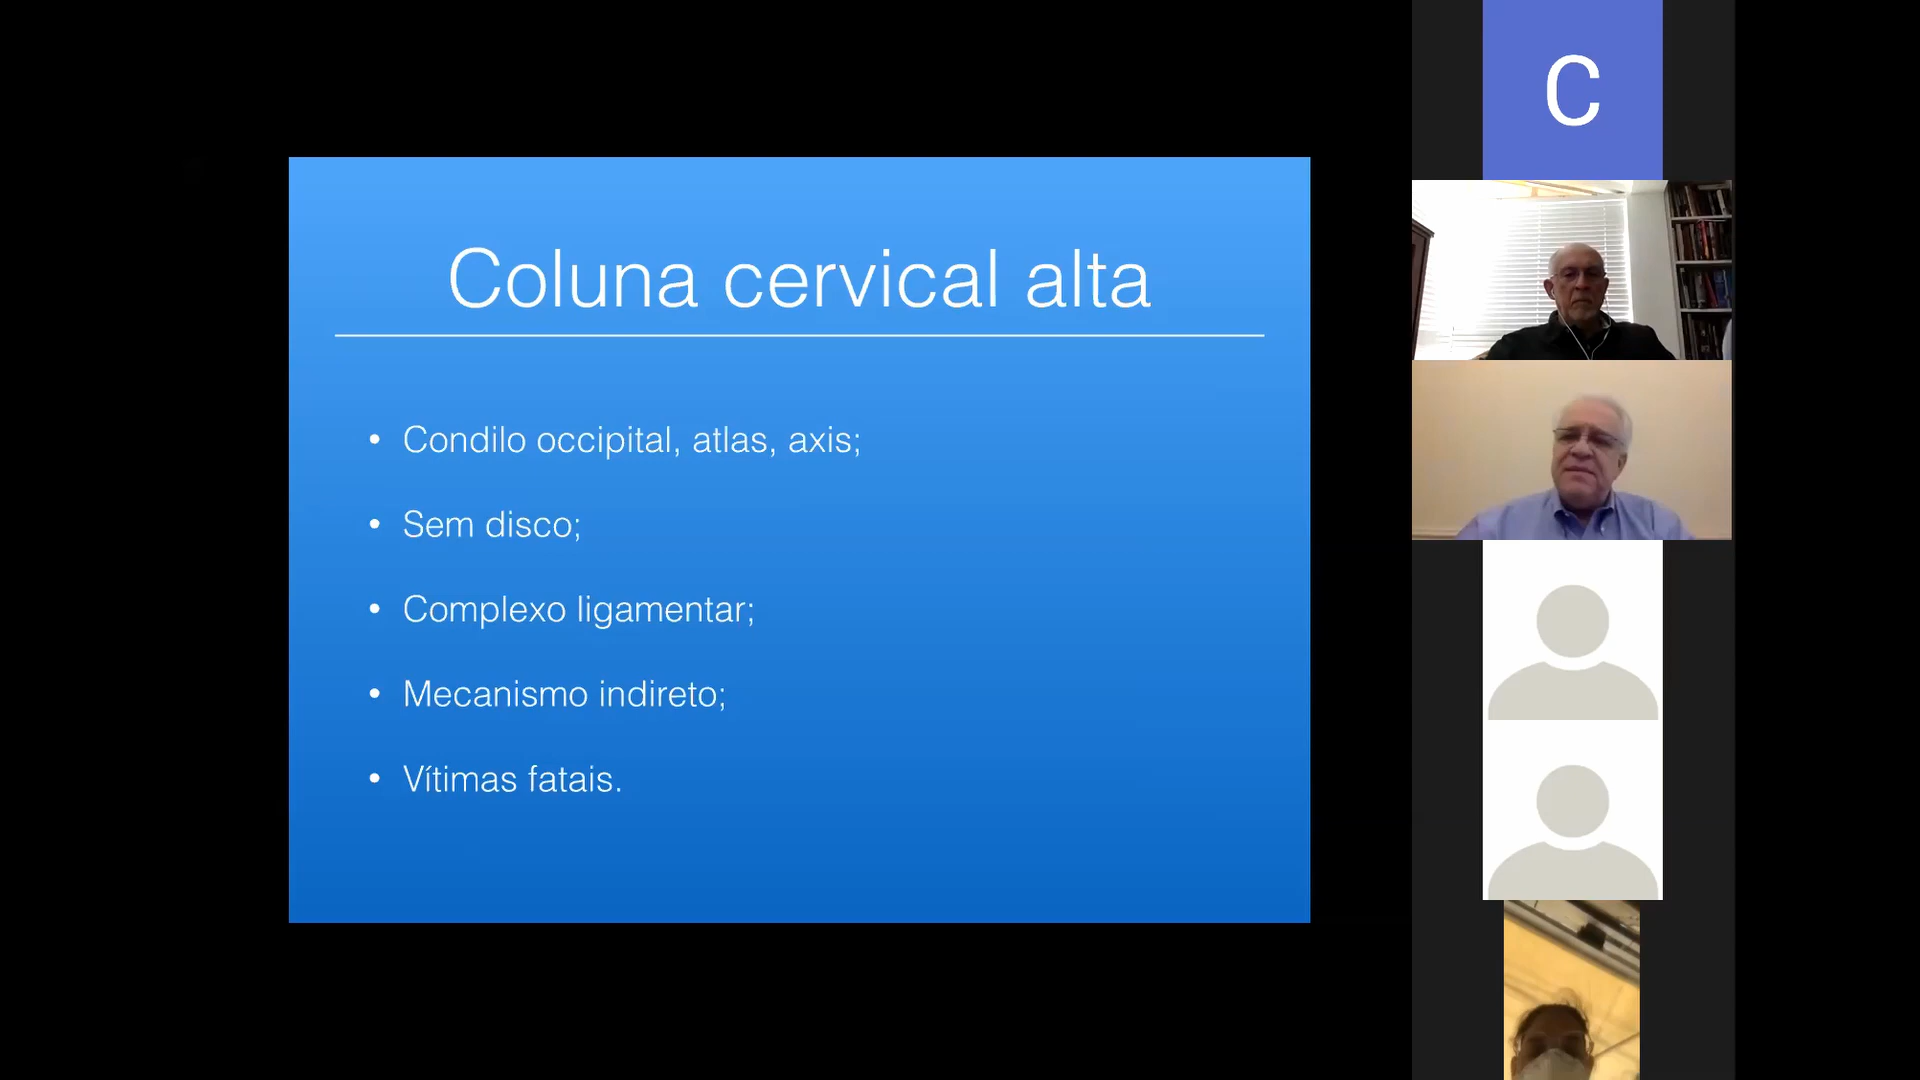 Coluna cervical alta
• Condilo occipital, atlas, axis;
• Sem disco;
• Complexo ligamentar;
• Mecanismo indireto;
• Vítimas fatais.
C